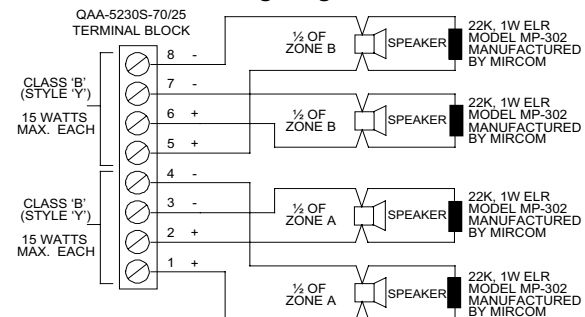 QAA-5230S-70/25
TERMINAL BLOCK
8 -
7 -
6 +
5 +
4 -
3 -
2 +
1 +
CLASS 'B'
(STYLE 'Y')
15 WATTS
MAX. EACH
CLASS 'B'
(STYLE 'Y')
15 WATTS
MAX. EACH
½ OF
ZONE B
SPEAKER
22K, 1W ELR
MODEL MP-302
MANUFACTURED
BY MIRCOM
½ OF
ZONE B
SPEAKER
22K, 1W ELR
MODEL MP-302
MANUFACTURED
BY MIRCOM
½ OF
ZONE A
SPEAKER
22K, 1W ELR
MODEL MP-302
MANUFACTURED
BY MIRCOM
½ OF
ZONE A
SPEAKER
22K, 1W ELR
MODEL MP-302
MANUFACTURED
BY MIRCOM